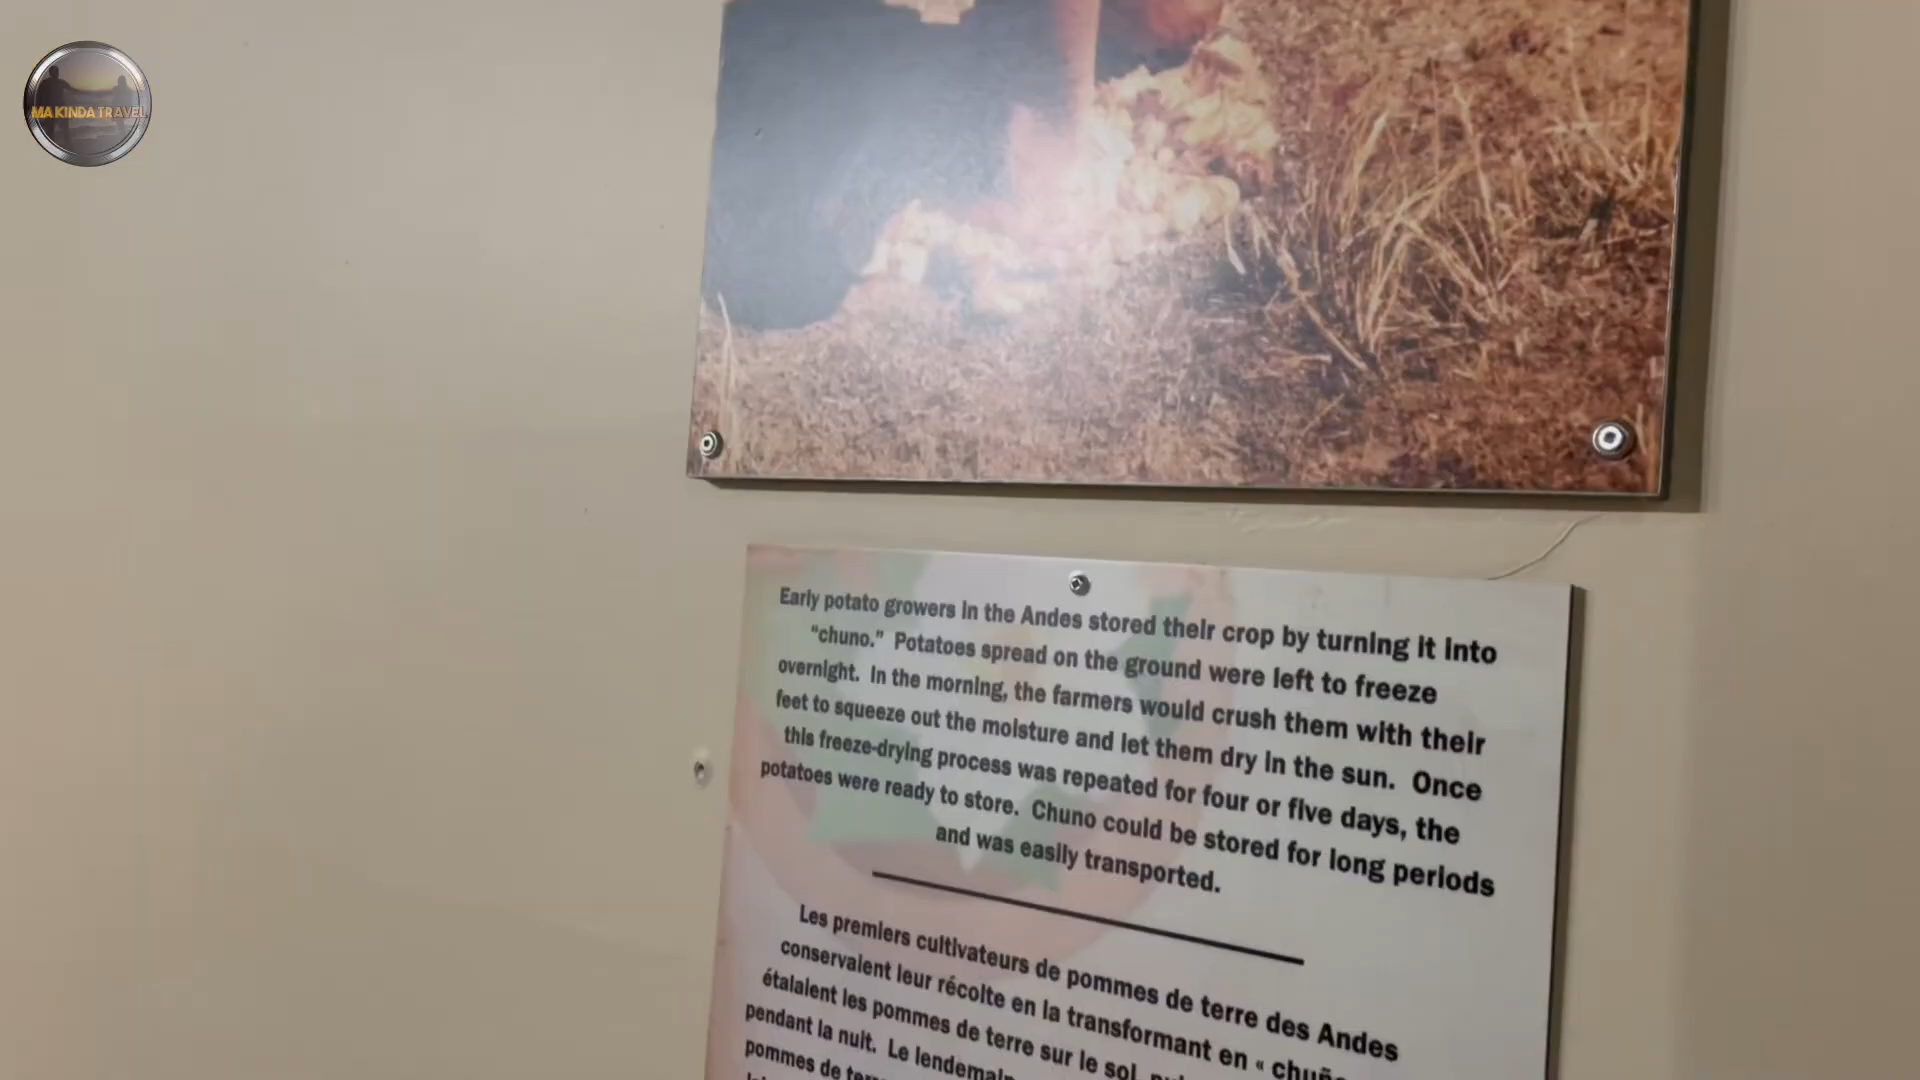 MA KINDA TRAVEL
Early potato growers in the Andes stored their crop by turning it into
“chuno.” Potatoes spread on the ground were left to freeze
overnight. In the morning, the farmers would crush them with their
feet to squeeze out the moisture and let them dry in the sun. Once
this freeze-drying process was repeated for four or five days, the
potatoes were ready to store. Chuno could be stored for long periods
and was easily transported.
Les premiers cultivateurs de pommes de terre des Andes
conservaient leur récolte en la transformant en «
étalaient les pommes de terre sur le sol
pendant la nuit. Le lendemain
pommes de